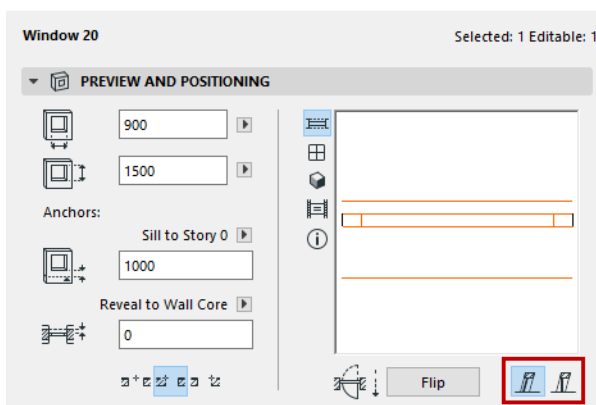 Window 20
Selected: 1 Editable: 1
PREVIEW AND POSITIONING
900
1500
Anchors:
Sill to Story 0
1000
Reveal to Wall Core
0
Flip